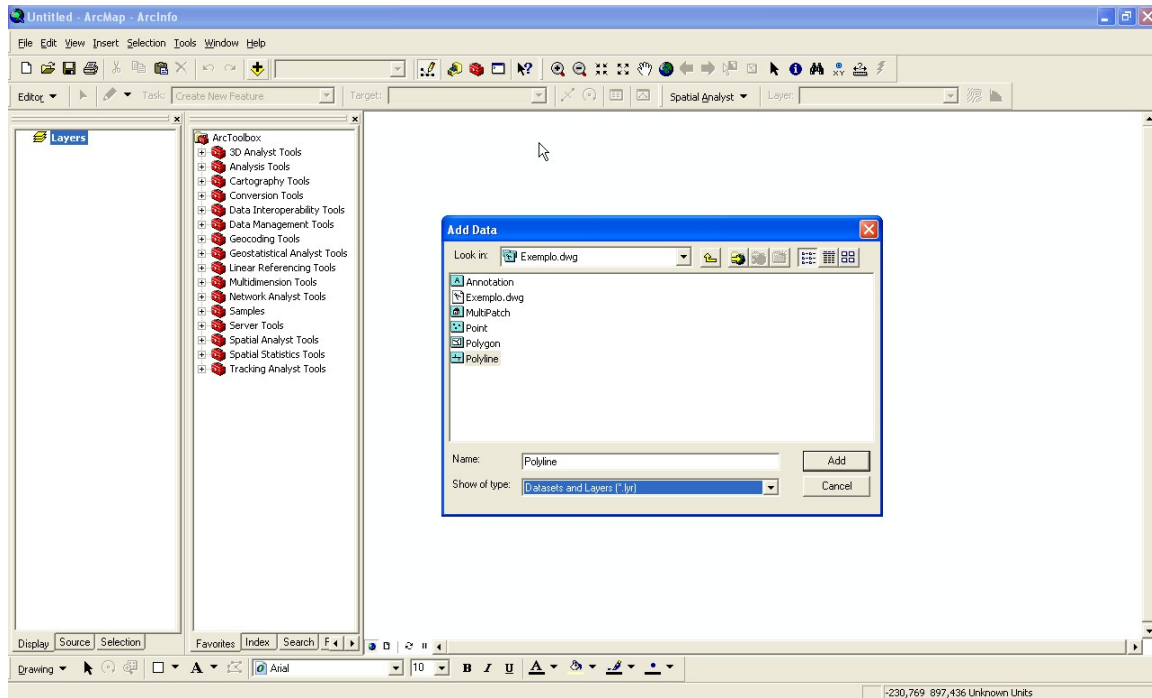 Untitled - ArcMap - ArcInfo
File Edit View Insert Selection Tools Window Help
Editor Task: Create New Feature Target: Spatial Analyst Layer:
Layers
ArcToolbox
3D Analyst Tools
Analysis Tools
Cartography Tools
Conversion Tools
Data Interoperability Tools
Data Management Tools
Geocoding Tools
Geostatistical Analyst Tools
Linear Referencing Tools
Multidimension Tools
Network Analyst Tools
Samples
Server Tools
Spatial Analyst Tools
Spatial Statistics Tools
Tracking Analyst Tools
Add Data
Look in: Exemplo.dwg
Annotation
Exemplo.dwg
MultiPatch
Point
Polygon
Polyline
Name: Polyline Add
Show of type: Datasets and Layers (*.lyr) Cancel
Display Source Selection
Favorites Index Search F
Drawing A Arial 10 B I U A
-230,769 897,436 Unknown Units